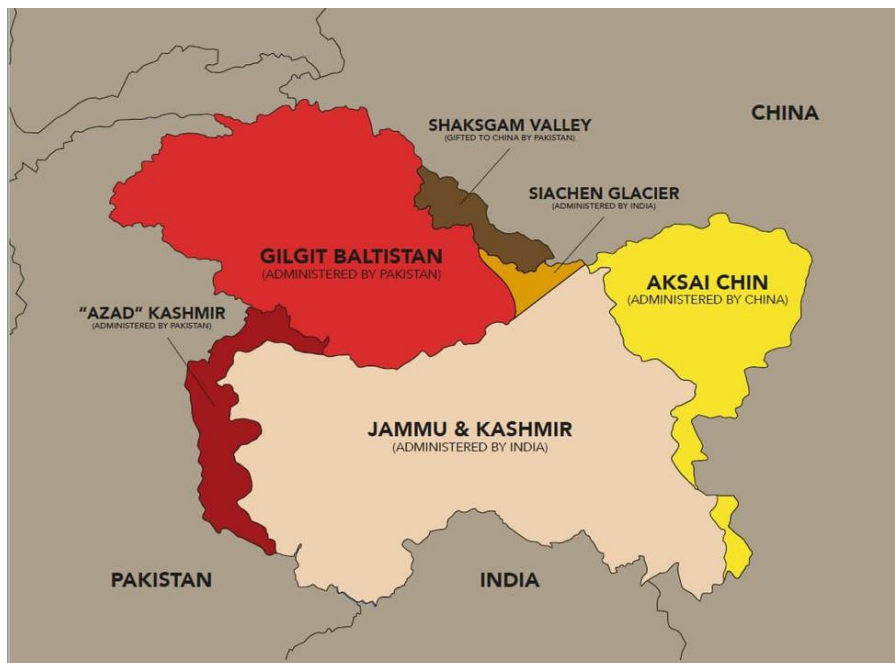 CHINA
SHAKSGAM VALLEY
(GIFTED TO CHINA BY PAKISTAN)
SIACHEN GLACIER
(ADMINISTERED BY INDIA)
GILGIT BALTISTAN
(ADMINISTERED BY PAKISTAN)
AKSAI CHIN
(ADMINISTERED BY CHINA)
“AZAD“ KASHMIR
(ADMINISTERED BY PAKISTAN)
JAMMU & KASHMIR
(ADMINISTERED BY INDIA)
PAKISTAN
INDIA